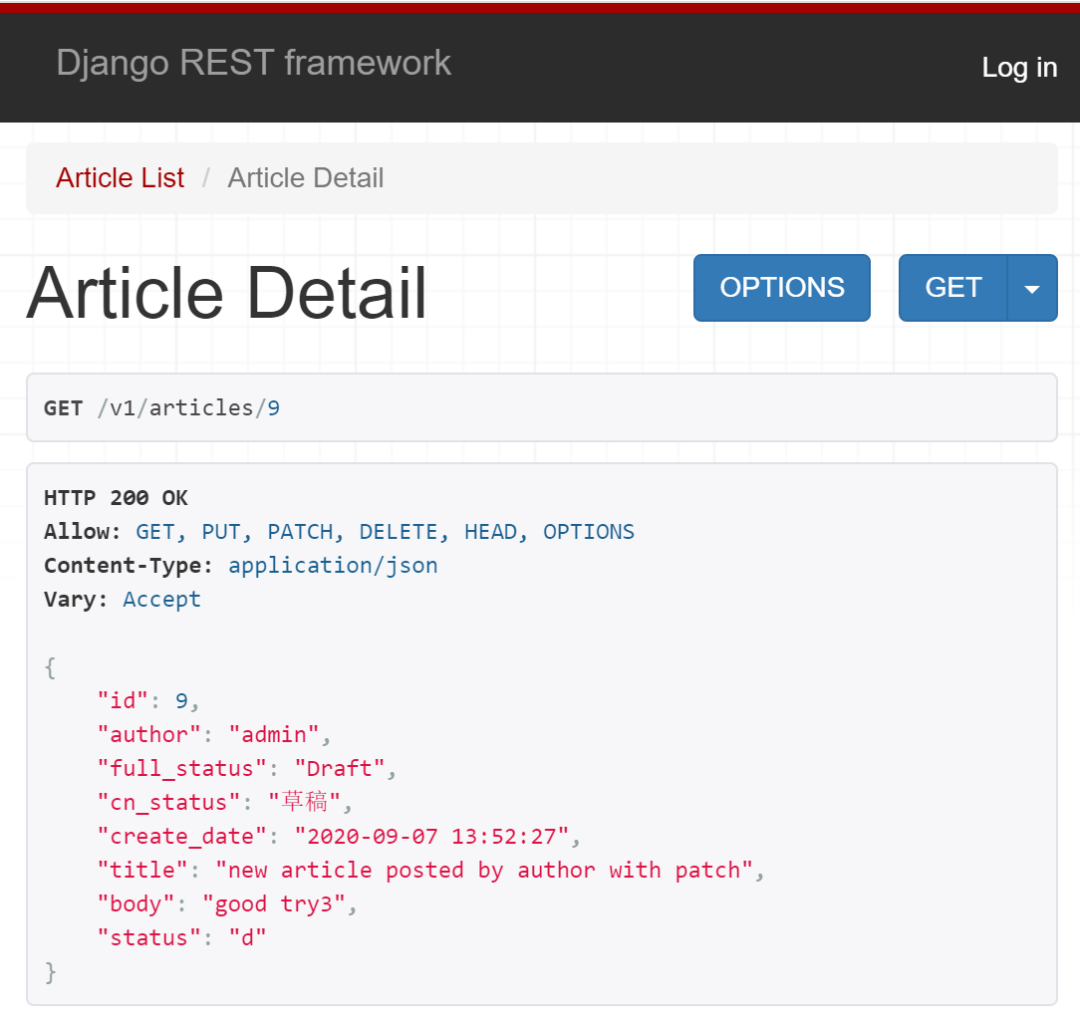 Django REST framework
Log in
Article List / Article Detail
Article Detail
OPTIONS
GET
GET /v1/articles/9
HTTP 200 OK
Allow: GET, PUT, PATCH, DELETE, HEAD, OPTIONS
Content-Type: application/json
Vary: Accept
{
    "id": 9,
    "author": "admin",
    "full_status": "Draft",
    "cn_status": "草稿",
    "create_date": "2020-09-07 13:52:27",
    "title": "new article posted by author with patch",
    "body": "good try3",
    "status": "d"
}